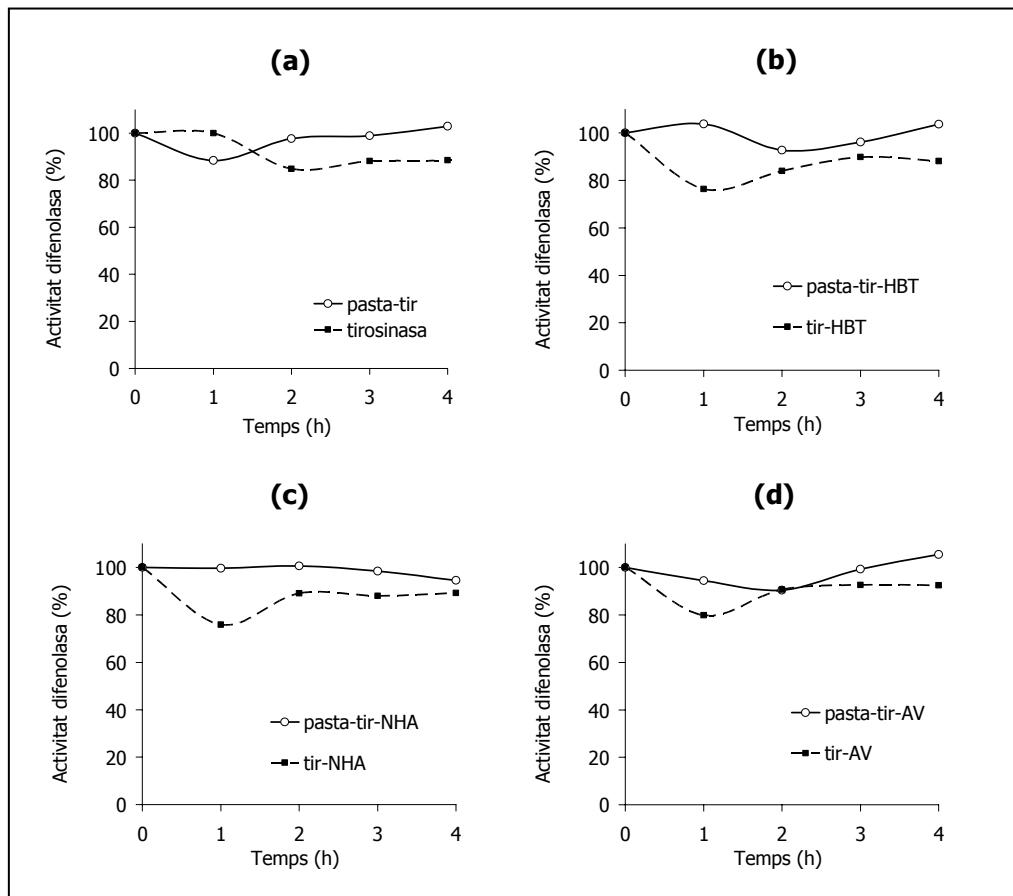 (a)
Activitat difenolasa (%)
100
80
60
40
20
0
pasta-tir
tirosinasa
0 1 2 3 4
Temps (h)
(b)
Activitat difenolasa (%)
100
80
60
40
20
0
pasta-tir-HBT
tir-HBT
0 1 2 3 4
Temps (h)
(c)
Activitat difenolasa (%)
100
80
60
40
20
0
pasta-tir-NHA
tir-NHA
0 1 2 3 4
Temps (h)
(d)
Activitat difenolasa (%)
100
80
60
40
20
0
pasta-tir-AV
tir-AV
0 1 2 3 4
Temps (h)